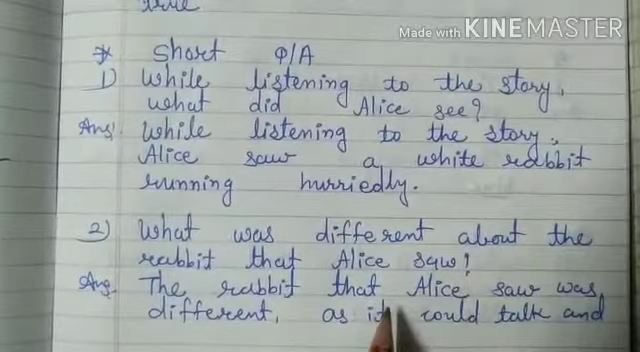 true
Made with KINEMASTER
* Short Q/A
1) While listening to the story,
what did Alice see?
Ans! While listening to the story,
Alice saw a white rabbit
running hurriedly.
2) What was different about the
rabbit that Alice saw?
Ans The rabbit that Alice saw was
different, as it could talk and